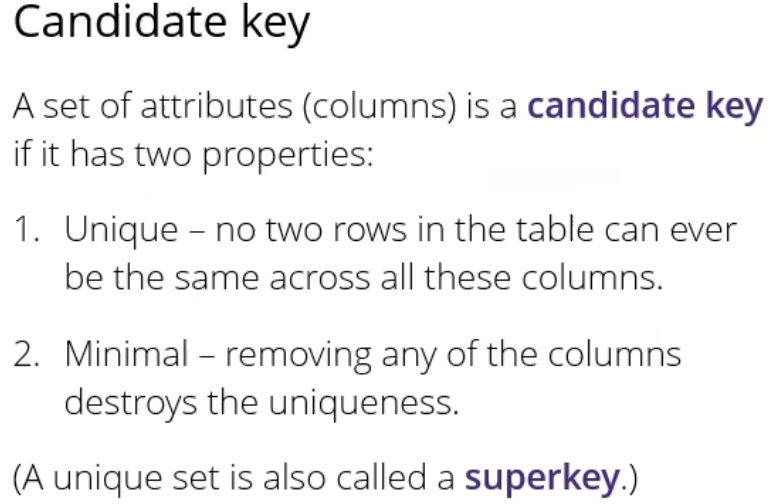 Candidate key
A set of attributes (columns) is a candidate key
if it has two properties:
1. Unique – no two rows in the table can ever
be the same across all these columns.
2. Minimal – removing any of the columns
destroys the uniqueness.
(A unique set is also called a superkey.)